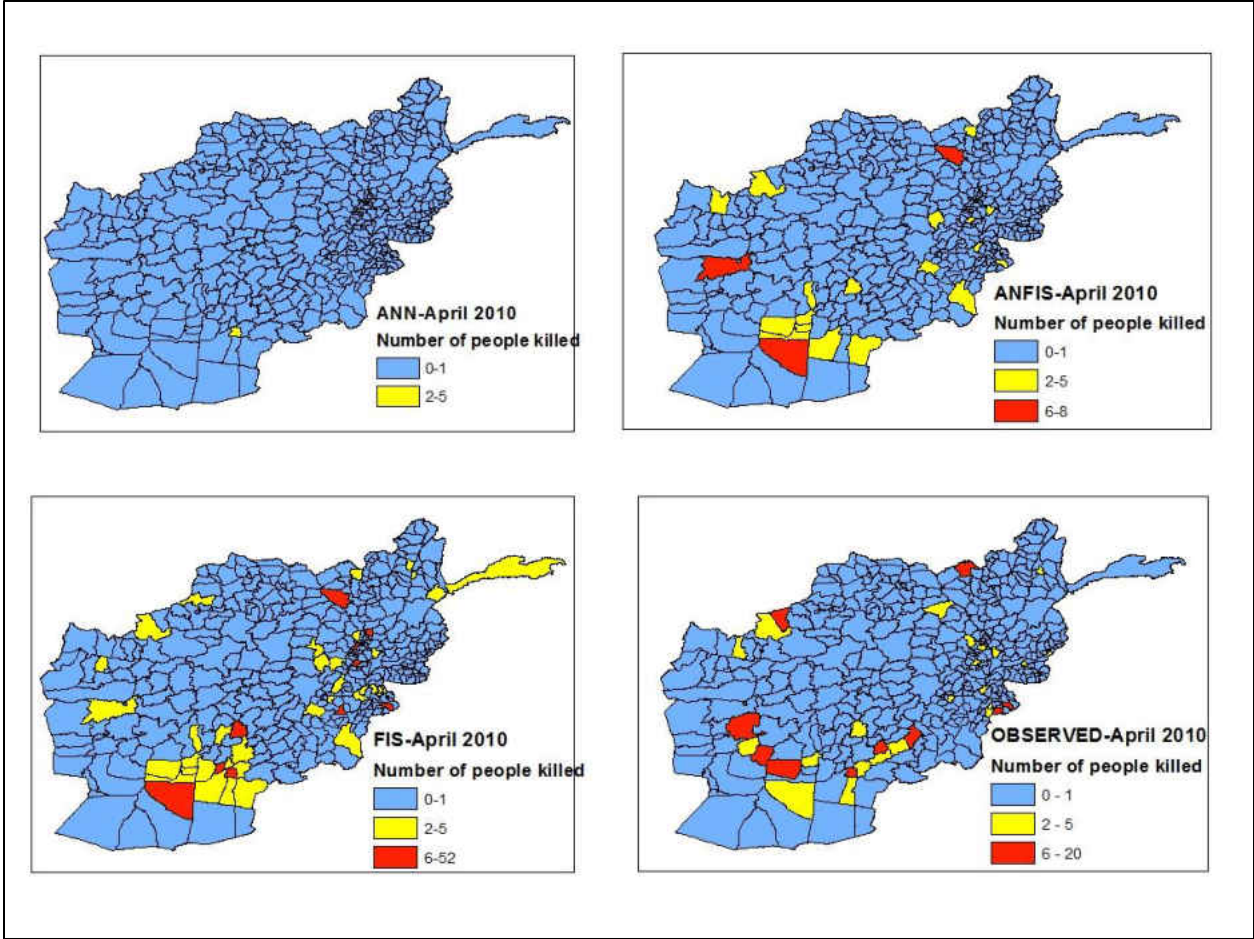 ANN-April 2010
Number of people killed
0-1
2-5
ANFIS-April 2010
Number of people killed
0-1
2-5
6-8
FIS-April 2010
Number of people killed
0-1
2-5
6-52
OBSERVED-April 2010
Number of people killed
0 - 1
2 - 5
6 - 20